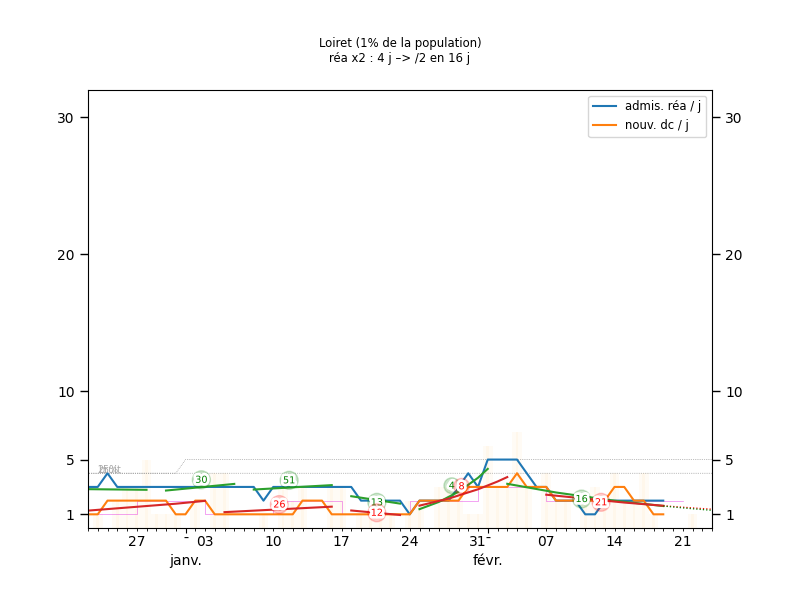 Loiret (1% de la population)
réa x2 : 4 j –> /2 en 16 j
admis. réa / j
nouv. dc / j
30 30
20 20
10 10
5 5
1 1
30 51 4 8
26 13 12 16 21
27 03 10 17 24 31 07 14 21
janv. févr.